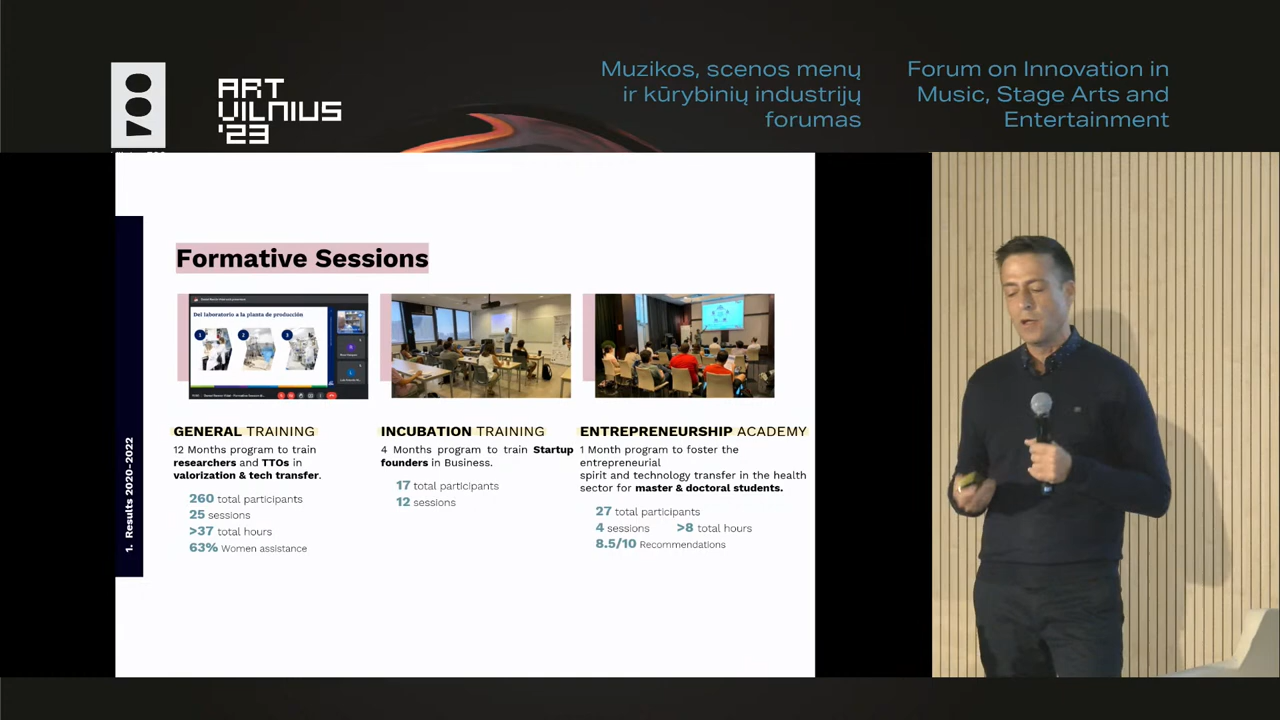 ART
VILNIUS
'23
Muzikos, scenos menų
ir kūrybinių industrijų
forumas
Forum on Innovation in
Music, Stage Arts and
Entertainment
Formative Sessions
Del laboratorio a la planta de producción
1
2
3
GENERAL TRAINING
12 Months program to train
researchers and TTOs in
valorization & tech transfer.
260 total participants
25 sessions
>37 total hours
63% Women assistance
INCUBATION TRAINING
4 Months program to train Startup
founders in Business.
17 total participants
12 sessions
ENTREPRENEURSHIP ACADEMY
1 Month program to foster the
entrepreneurial
spirit and technology transfer in the health
sector for master & doctoral students.
27 total participants
4 sessions >8 total hours
8.5/10 Recommendations
1. Results 2020-2022